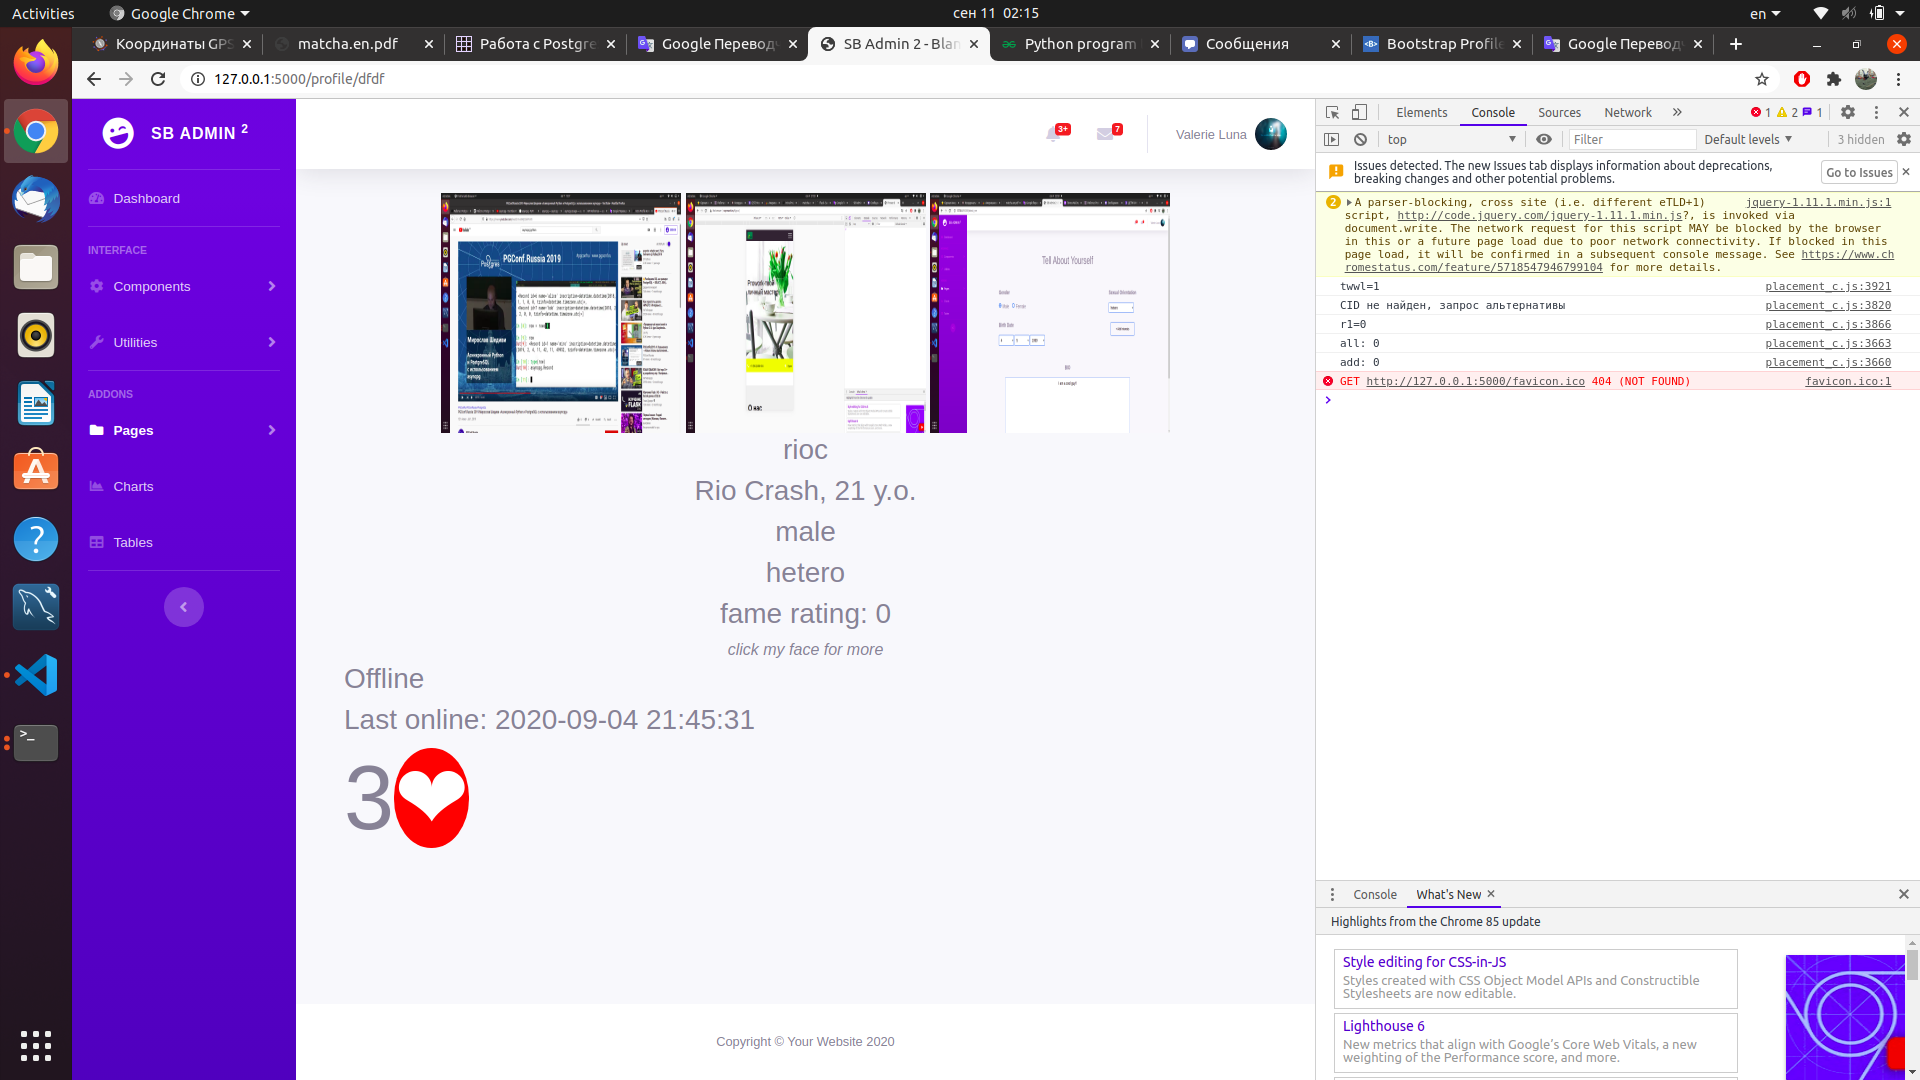 Activities
Google Chrome
сен 11 02:15
en
Координаты GPS
matcha.en.pdf
Работа с Postgre
Google Переводч
SB Admin 2 - Blan
Python program
Сообщения
Bootstrap Profile
Google Переводч
127.0.0.1:5000/profile/dfdf
SB ADMIN 2
Dashboard
INTERFACE
Components
Utilities
ADDONS
Pages
Charts
Tables
3+
7
Valerie Luna
PGConf.Russia 2019
Tell About Yourself
О нас
rioc
Rio Crash, 21 y.o.
male
hetero
fame rating: 0
click my face for more
Offline
Last online: 2020-09-04 21:45:31
3
Copyright © Your Website 2020
Elements
Console
Sources
Network
1
2
1
top
Filter
Default levels
3 hidden
Issues detected. The new Issues tab displays information about deprecations,
breaking changes and other potential problems.
Go to Issues
2
A parser-blocking, cross site (i.e. different eTLD+1) jquery-1.11.1.min.js:1
script, http://code.jquery.com/jquery-1.11.1.min.js?, is invoked via
document.write. The network request for this script MAY be blocked by the browser
in this or a future page load due to poor network connectivity. If blocked in this
page load, it will be confirmed in a subsequent console message. See https://www.ch
romestatus.com/feature/5718547946799104 for more details.
twwl=1 placement_c.js:3921
CID не найден, запрос альтернативы placement_c.js:3820
r1=0 placement_c.js:3866
all: 0 placement_c.js:3663
add: 0 placement_c.js:3660
GET http://127.0.0.1:5000/favicon.ico 404 (NOT FOUND) favicon.ico:1
Console
What's New
Highlights from the Chrome 85 update
Style editing for CSS-in-JS
Styles created with CSS Object Model APIs and Constructible
Stylesheets are now editable.
Lighthouse 6
New metrics that align with Google's Core Web Vitals, a new
weighting of the Performance score, and more.